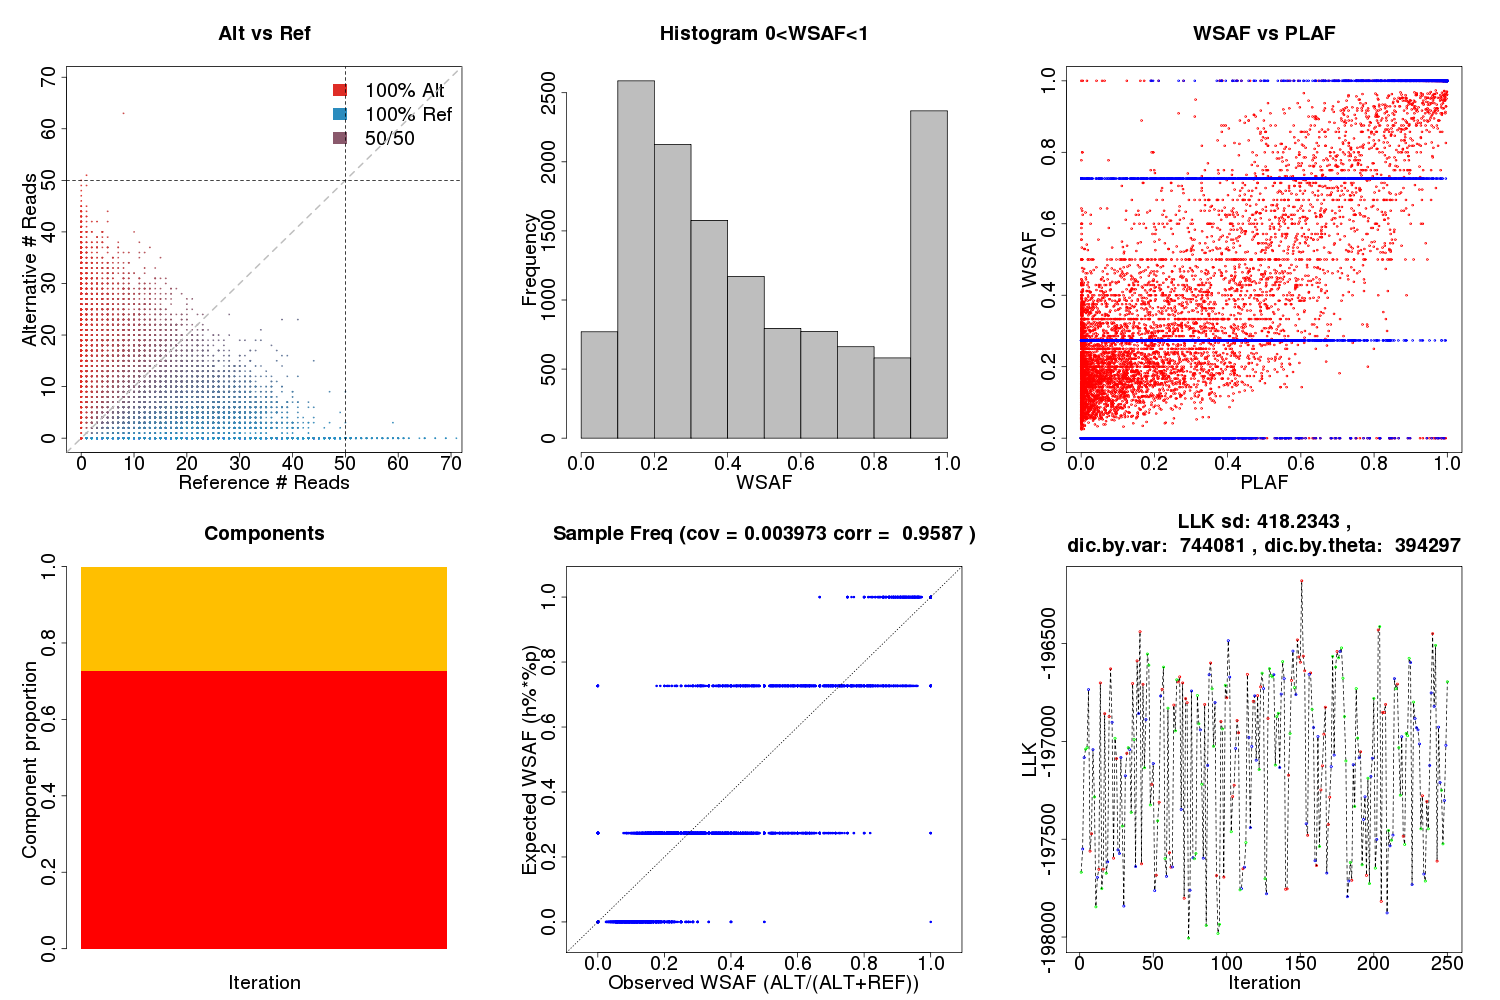 Alt vs Ref
70
60
50
40
30
20
10
0
Alternative # Reads
100% Alt
100% Ref
50/50
0 10 20 30 40 50 60 70
Reference # Reads
Histogram 0<WSAF<1
2500
2000
1500
1000
500
0
Frequency
0.0 0.2 0.4 0.6 0.8 1.0
WSAF
WSAF vs PLAF
1.0
0.8
0.6
0.4
0.2
0.0
WSAF
0.0 0.2 0.4 0.6 0.8 1.0
PLAF
Components
1.0
0.8
0.6
0.4
0.2
0.0
Component proportion
Iteration
Sample Freq (cov = 0.003973 corr = 0.9587 )
1.0
0.8
0.6
0.4
0.2
0.0
Expected WSAF (h%*%p)
0.0 0.2 0.4 0.6 0.8 1.0
Observed WSAF (ALT/(ALT+REF))
LLK sd: 418.2343 ,
dic.by.var: 744081 , dic.by.theta: 394297
-196500
-197000
-197500
-198000
LLK
0 50 100 150 200 250
Iteration